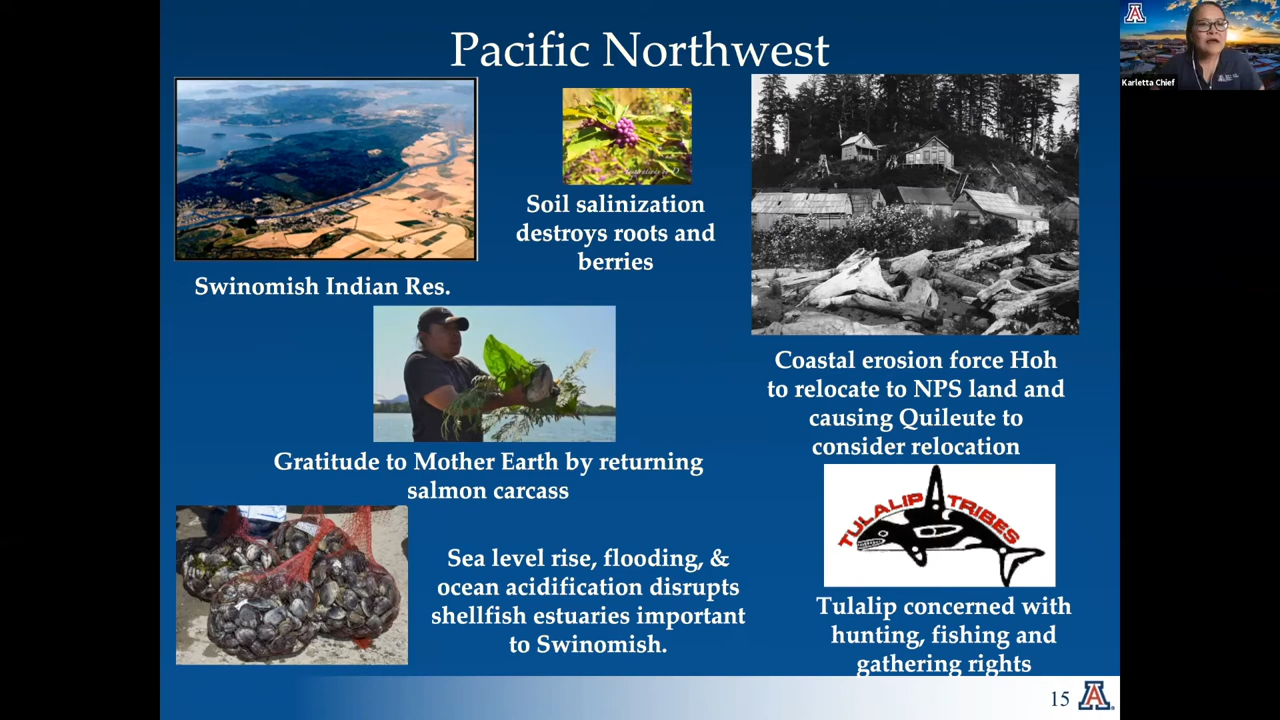 Pacific Northwest
A
Karletta Chief
Soil salinization
destroys roots and
berries
Swinomish Indian Res.
Coastal erosion force Hoh
to relocate to NPS land and
causing Quileute to
consider relocation
Gratitude to Mother Earth by returning
salmon carcass
TULALIP TRIBES
Sea level rise, flooding, &
ocean acidification disrupts
shellfish estuaries important
to Swinomish.
Tulalip concerned with
hunting, fishing and
gathering rights
15
A